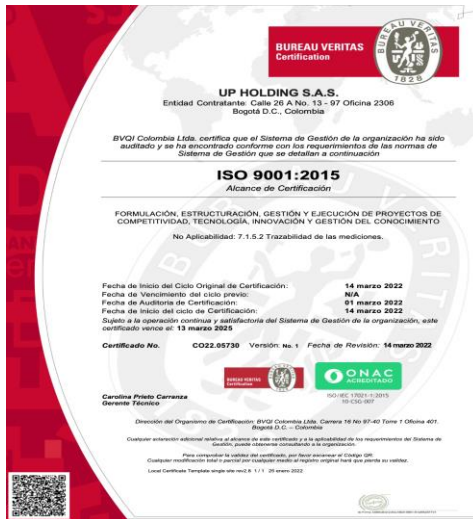 BUREAU VERITAS
Certification
BUREAU VERITAS
1828
UP HOLDING S.A.S.
Entidad Contratante: Calle 26 A No. 13 - 97 Oficina 2306
Bogotá D.C., Colombia
BVQI Colombia Ltda. certifica que el Sistema de Gestión de la organización ha sido
auditado y se ha encontrado conforme con los requerimientos de las normas de
Sistema de Gestión que se detallan a continuación
ISO 9001:2015
Alcance de Certificación
FORMULACIÓN, ESTRUCTURACIÓN, GESTIÓN Y EJECUCIÓN DE PROYECTOS DE
COMPETITIVIDAD, TECNOLOGÍA, INNOVACIÓN Y GESTIÓN DEL CONOCIMIENTO
No Aplicabilidad: 7.1.5.2 Trazabilidad de las mediciones.
Fecha de Inicio del Ciclo Original de Certificación: 14 marzo 2022
Fecha de Vencimiento del ciclo previo: N/A
Fecha de Auditoria de Certificación: 01 marzo 2022
Fecha de Inicio del ciclo de Certificación: 14 marzo 2022
Sujeto a la operación continua y satisfactoria del Sistema de Gestión de la organización, este
certificado vence el: 13 marzo 2025
Certificado No. CO22.05730 Versión: No. 1 Fecha de Revisión: 14 marzo 2022
BUREAU VERITAS
Certification
ONAC
ACREDITADO
ISO/IEC 17021-1:2015
10-CSG-007
Carolina Prieto Carranza
Gerente Técnico
Dirección del Organismo de Certificación: BVQI Colombia Ltda. Carrera 16 No 97-40 Torre 1 Oficina 401.
Bogotá D.C. – Colombia
Cualquier aclaración adicional relativa al alcance de este certificado y a la aplicabilidad de los requerimientos del Sistema de
Gestión, puede obtenerse consultando a la organización.
Para comprobar la validez del certificado, por favor escanear el Código QR.
Cualquier modificación total o parcial por cualquier medio al registro original hará que pierda su validez.
Local Certificate Template single site rev2.6 1 / 1 20 enero 2022